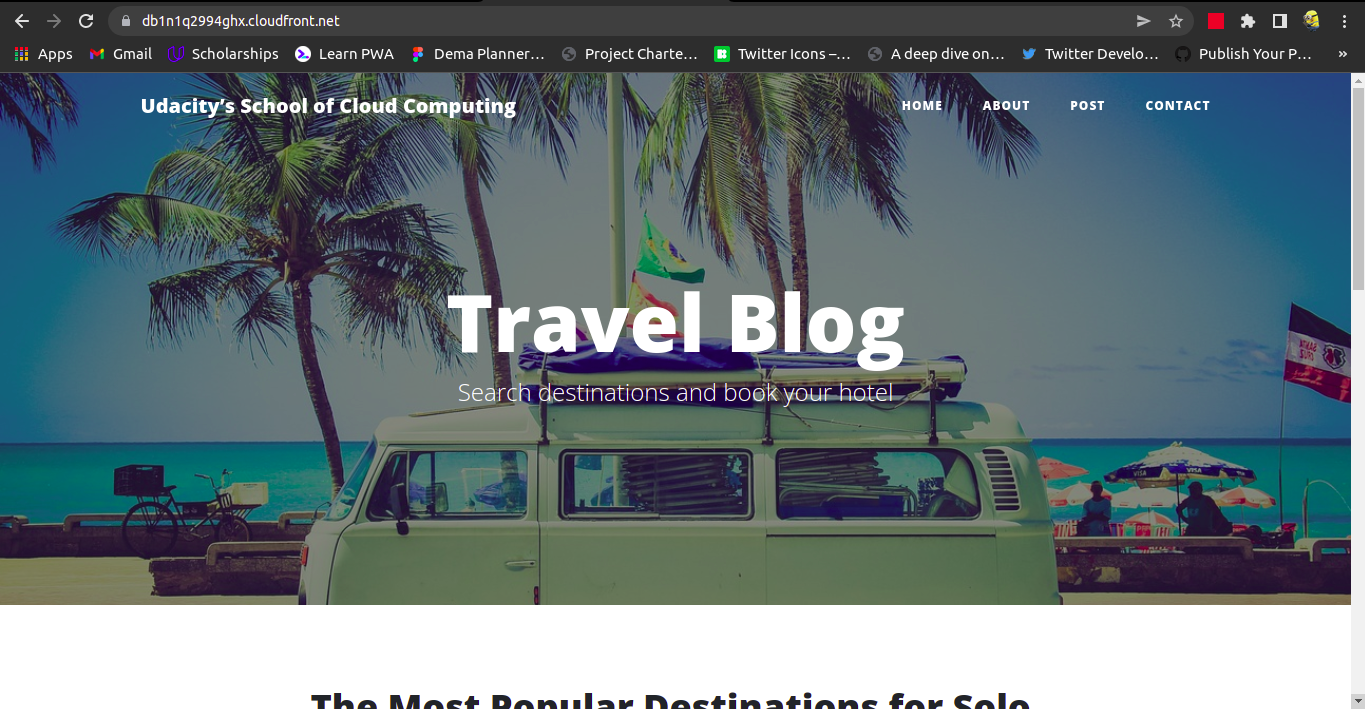 db1n1q2994ghx.cloudfront.net
Apps Gmail Scholarships Learn PWA Dema Planner… Project Charte… Twitter Icons –… A deep dive on… Twitter Develo… Publish Your P… »
Udacity’s School of Cloud Computing HOME ABOUT POST CONTACT
Travel Blog
Search destinations and book your hotel
VISA VISA
The Most Popular Destinations for Solo